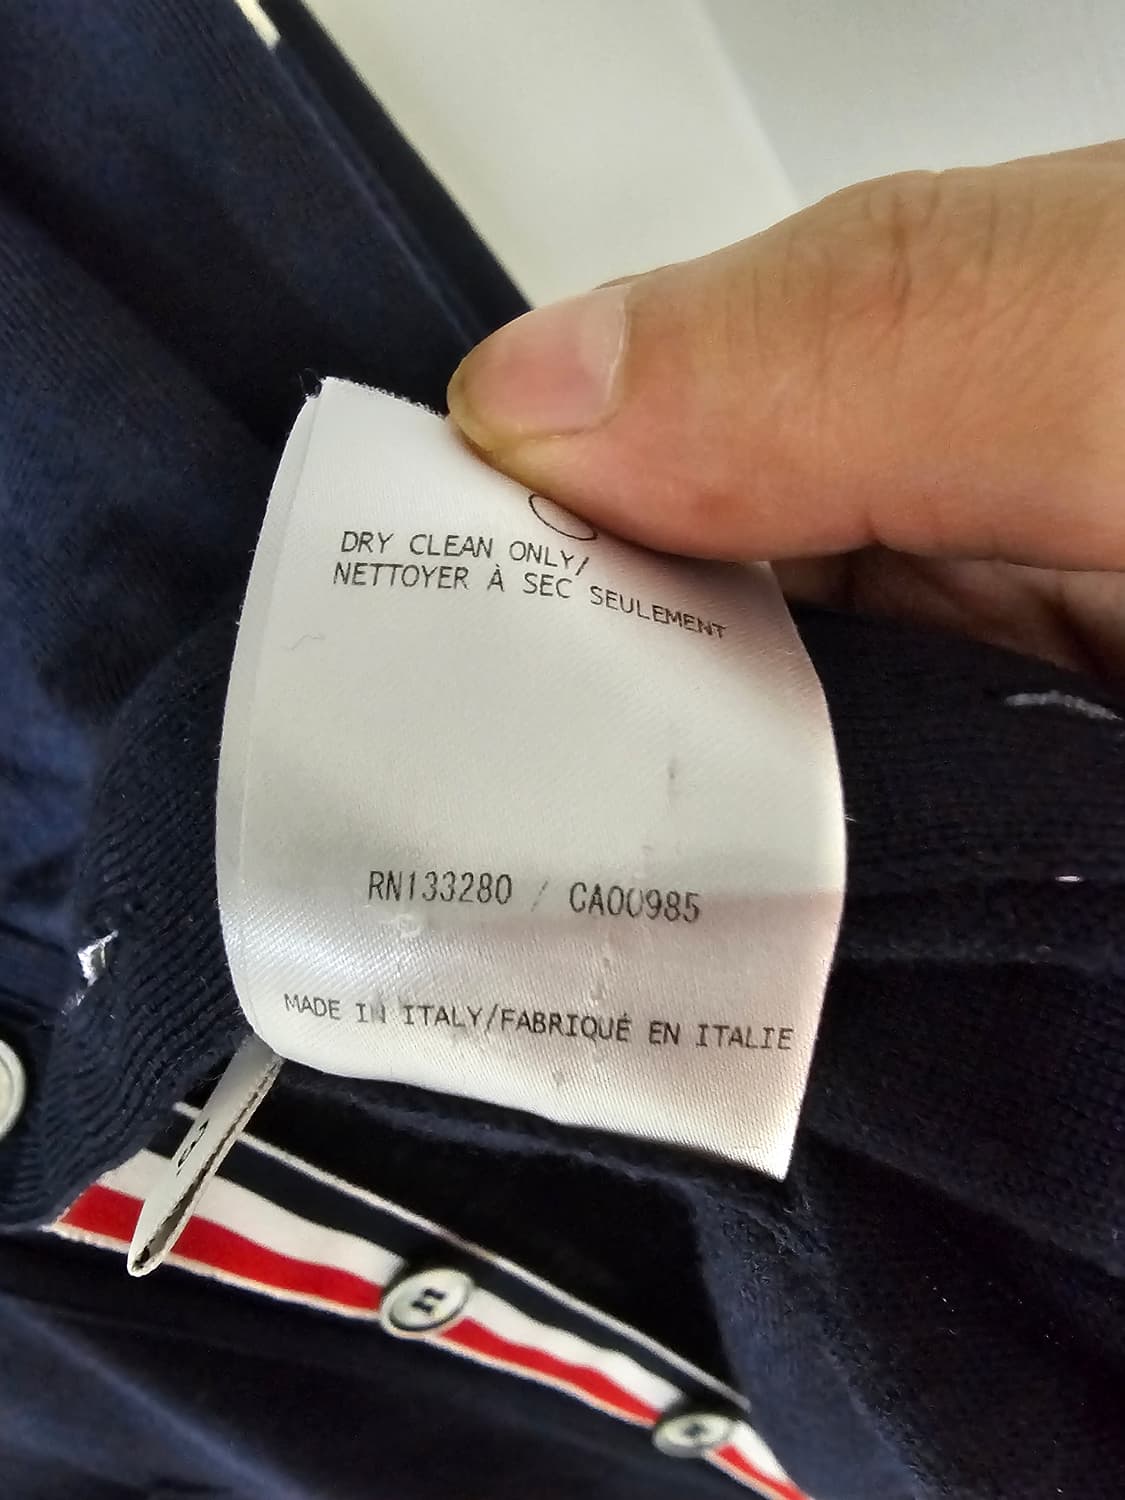 DRY CLEAN ONLY/
NETTOYER À SEC SEULEMENT
RN133280 / CA00985
MADE IN ITALY/FABRIQUÉ EN ITALIE